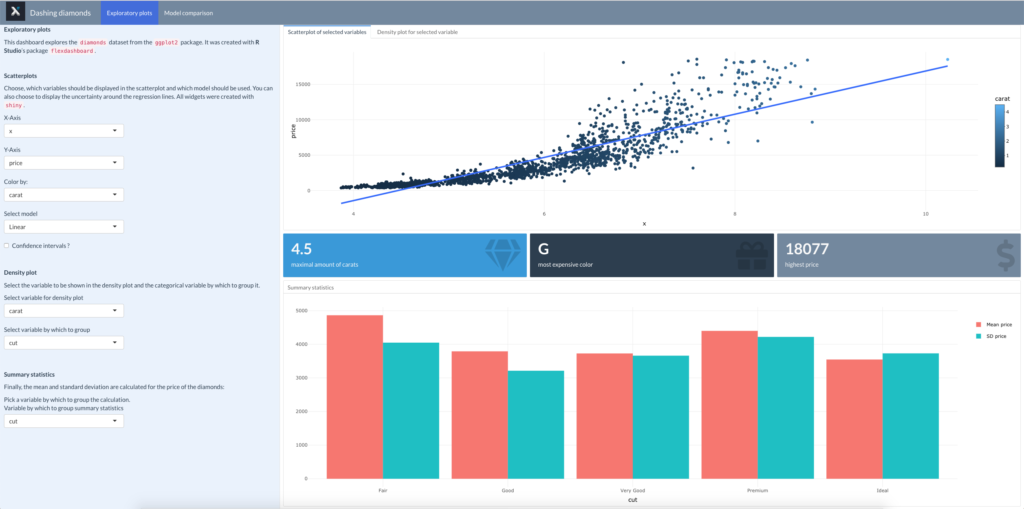 Dashing diamonds
Exploratory plots
Model comparison
Exploratory plots
This dashboard explores the diamonds dataset from the ggplot2 package. It was created with R
Studio's package flexdashboard.
Scatterplots
Choose, which variables should be displayed in the scatterplot and which model should be used. You can
also choose to display the uncertainty around the regression lines. All widgets were created with
shiny.
X-Axis
x
Y-Axis
price
Color by:
carat
Select model
Linear
Confidence intervals ?
Density plot
Select the variable to be shown in the density plot and the categorical variable by which to group it.
Select variable for density plot
carat
Select variable by which to group
cut
Summary statistics
Finally, the mean and standard deviation are calculated for the price of the diamonds:
Pick a variable by which to group the calculation.
Variable by which to group summary statistics
cut
Scatterplot of selected variables
Density plot for selected variable
15000
10000
5000
0
price
4
6
8
10
x
carat
4
3
2
1
4.5
maximal amount of carats
G
most expensive color
18077
highest price
$
Summary statistics
5000
4000
3000
2000
1000
0
Fair
Good
Very Good
Premium
Ideal
cut
Mean price
SD price